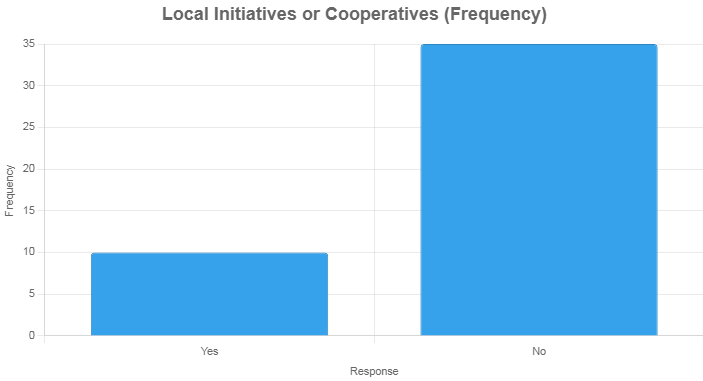 Local Initiatives or Cooperatives (Frequency)
35
30
25
20
15
10
5
0
Frequency
Yes
No
Response